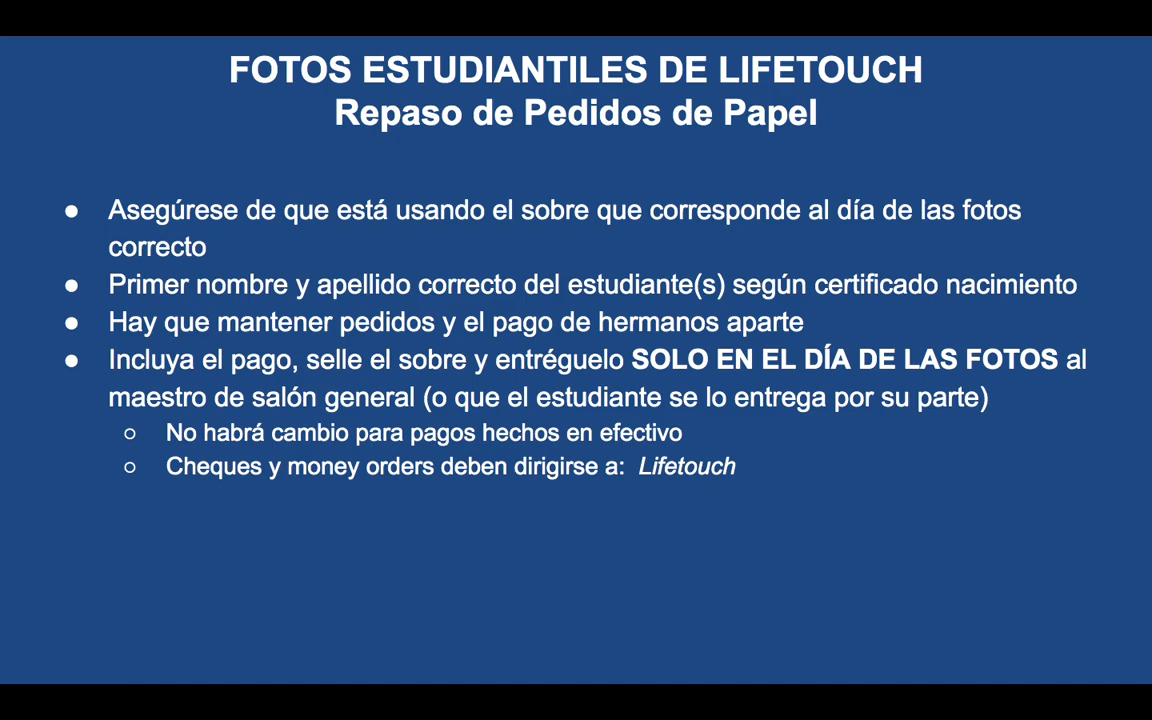 FOTOS ESTUDIANTILES DE LIFETOUCH
Repaso de Pedidos de Papel
● Asegúrese de que está usando el sobre que corresponde al día de las fotos
correcto
● Primer nombre y apellido correcto del estudiante(s) según certificado nacimiento
● Hay que mantener pedidos y el pago de hermanos aparte
● Incluya el pago, selle el sobre y entréguelo SOLO EN EL DÍA DE LAS FOTOS al
maestro de salón general (o que el estudiante se lo entrega por su parte)
○ No habrá cambio para pagos hechos en efectivo
○ Cheques y money orders deben dirigirse a: Lifetouch